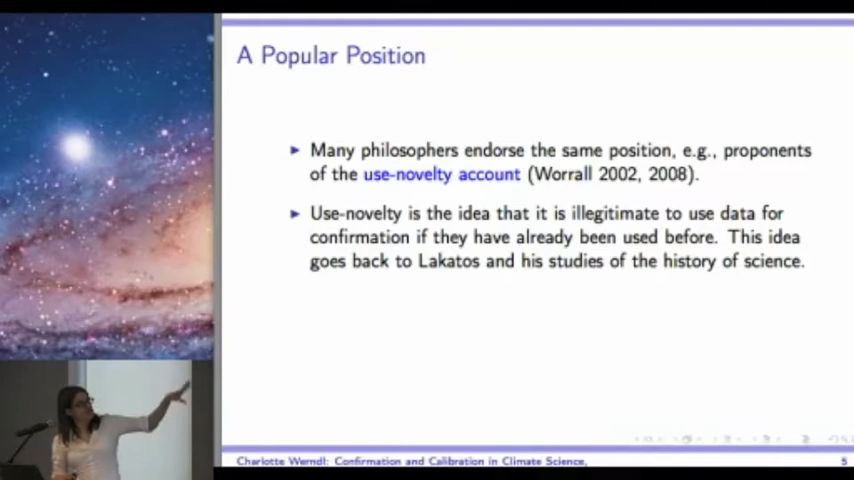 A Popular Position
▶ Many philosophers endorse the same position, e.g., proponents
of the use-novelty account (Worrall 2002, 2008).
▶ Use-novelty is the idea that it is illegitimate to use data for
confirmation if they have already been used before. This idea
goes back to Lakatos and his studies of the history of science.
Charlotte Werndl: Confirmation and Calibration in Climate Science,
5